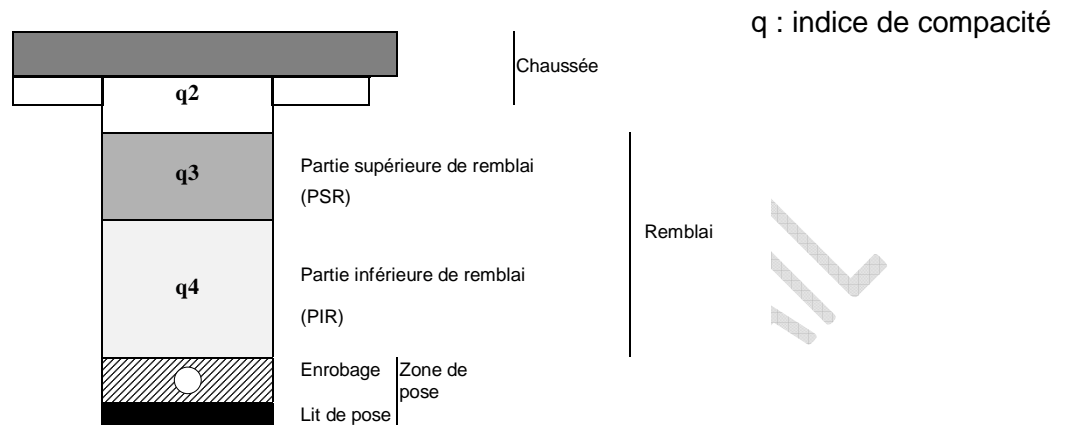 q : indice de compacité
Chaussée
q2
q3
Partie supérieure de remblai
(PSR)
Remblai
q4
Partie inférieure de remblai
(PIR)
Enrobage
Zone de
pose
Lit de pose